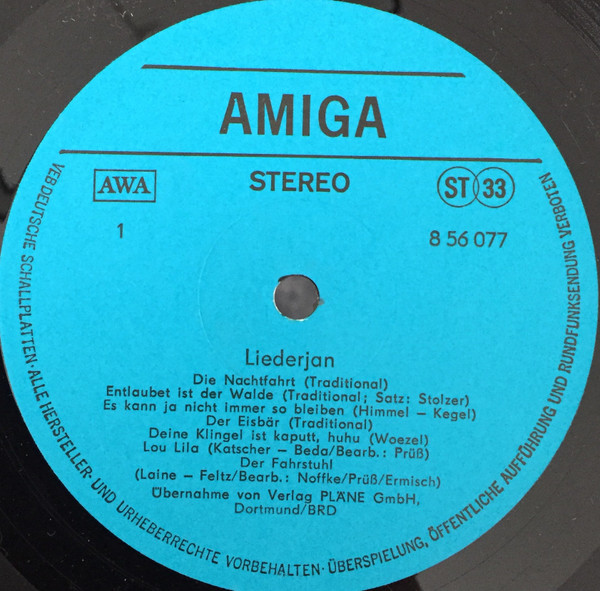 AMIGA
AWA
STEREO
ST 33
1
8 56 077
Liederjan
Die Nachtfahrt (Traditional)
Entlaubet ist der Walde (Traditional; Satz: Stolzer)
Es kann ja nicht immer so bleiben (Himmel – Kegel)
Der Eisbär (Traditional)
Deine Klingel ist kaputt, huhu (Woezel)
Lou Lila (Katscher – Beda/Bearb.: Prüß)
Der Fahrstuhl
(Laine – Feltz/Bearb.: Noffke/Prüß/Ermisch)
Übernahme von Verlag PLÄNE GmbH,
Dortmund/BRD
VEB DEUTSCHE SCHALLPLATTEN · ALLE HERSTELLER- UND URHEBERRECHTE VORBEHALTEN · ÜBERSPIELUNG, ÖFFENTLICHE AUFFÜHRUNG UND RUNDFUNKSENDUNG VERBOTEN